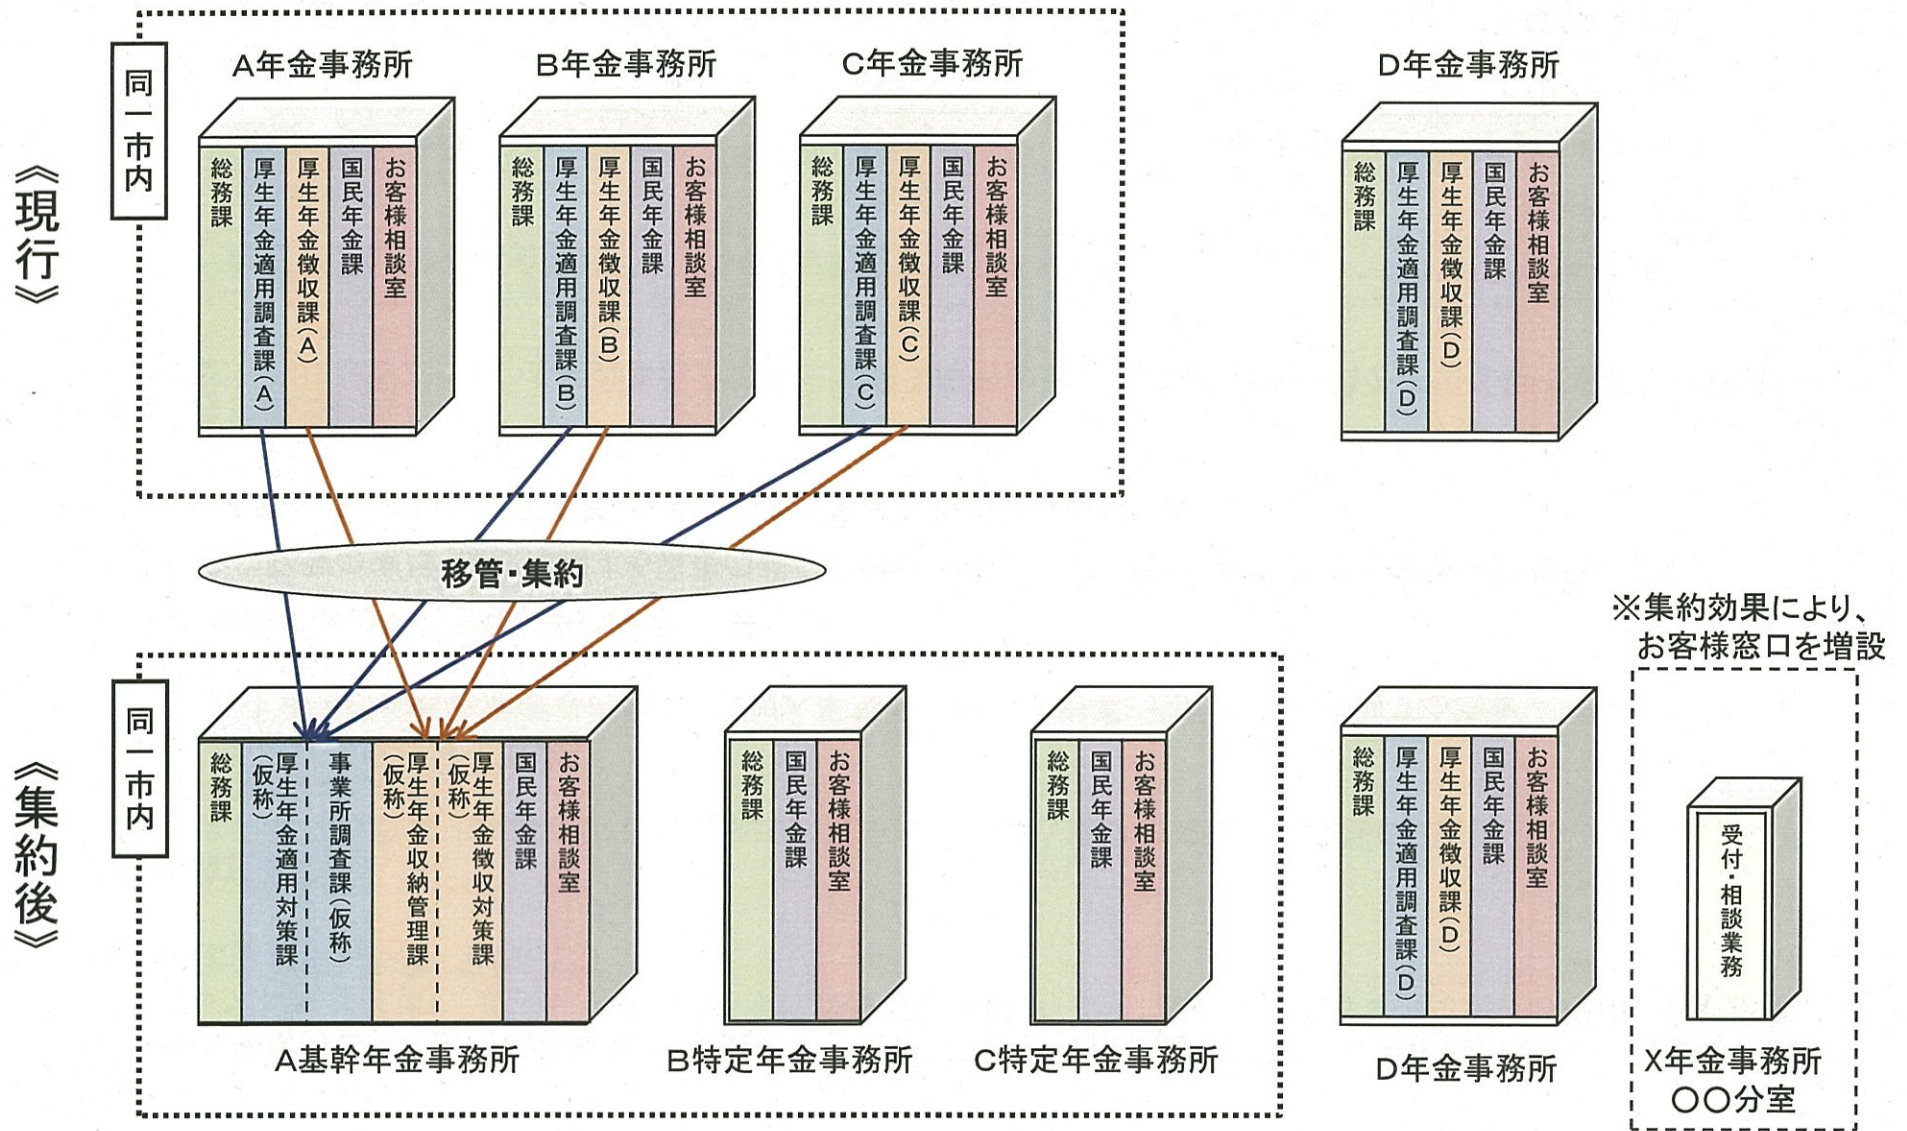 《現行》
同一市内
A年金事務所
総務課
厚生年金適用調査課(A)
厚生年金徴収課(A)
国民年金課
お客様相談室
B年金事務所
総務課
厚生年金適用調査課(B)
厚生年金徴収課(B)
国民年金課
お客様相談室
C年金事務所
総務課
厚生年金適用調査課(C)
厚生年金徴収課(C)
国民年金課
お客様相談室
D年金事務所
総務課
厚生年金適用調査課(D)
厚生年金徴収課(D)
国民年金課
お客様相談室
移管・集約
《集約後》
同一市内
総務課
厚生年金適用対策課
(仮称)
事業所調査課(仮称)
厚生年金収納管理課
(仮称)
厚生年金徴収対策課
(仮称)
国民年金課
お客様相談室
A基幹年金事務所
総務課
国民年金課
お客様相談室
B特定年金事務所
総務課
国民年金課
お客様相談室
C特定年金事務所
総務課
厚生年金適用調査課(D)
厚生年金徴収課(D)
国民年金課
お客様相談室
D年金事務所
※集約効果により、
お客様窓口を増設
受付・相談業務
X年金事務所
〇〇分室